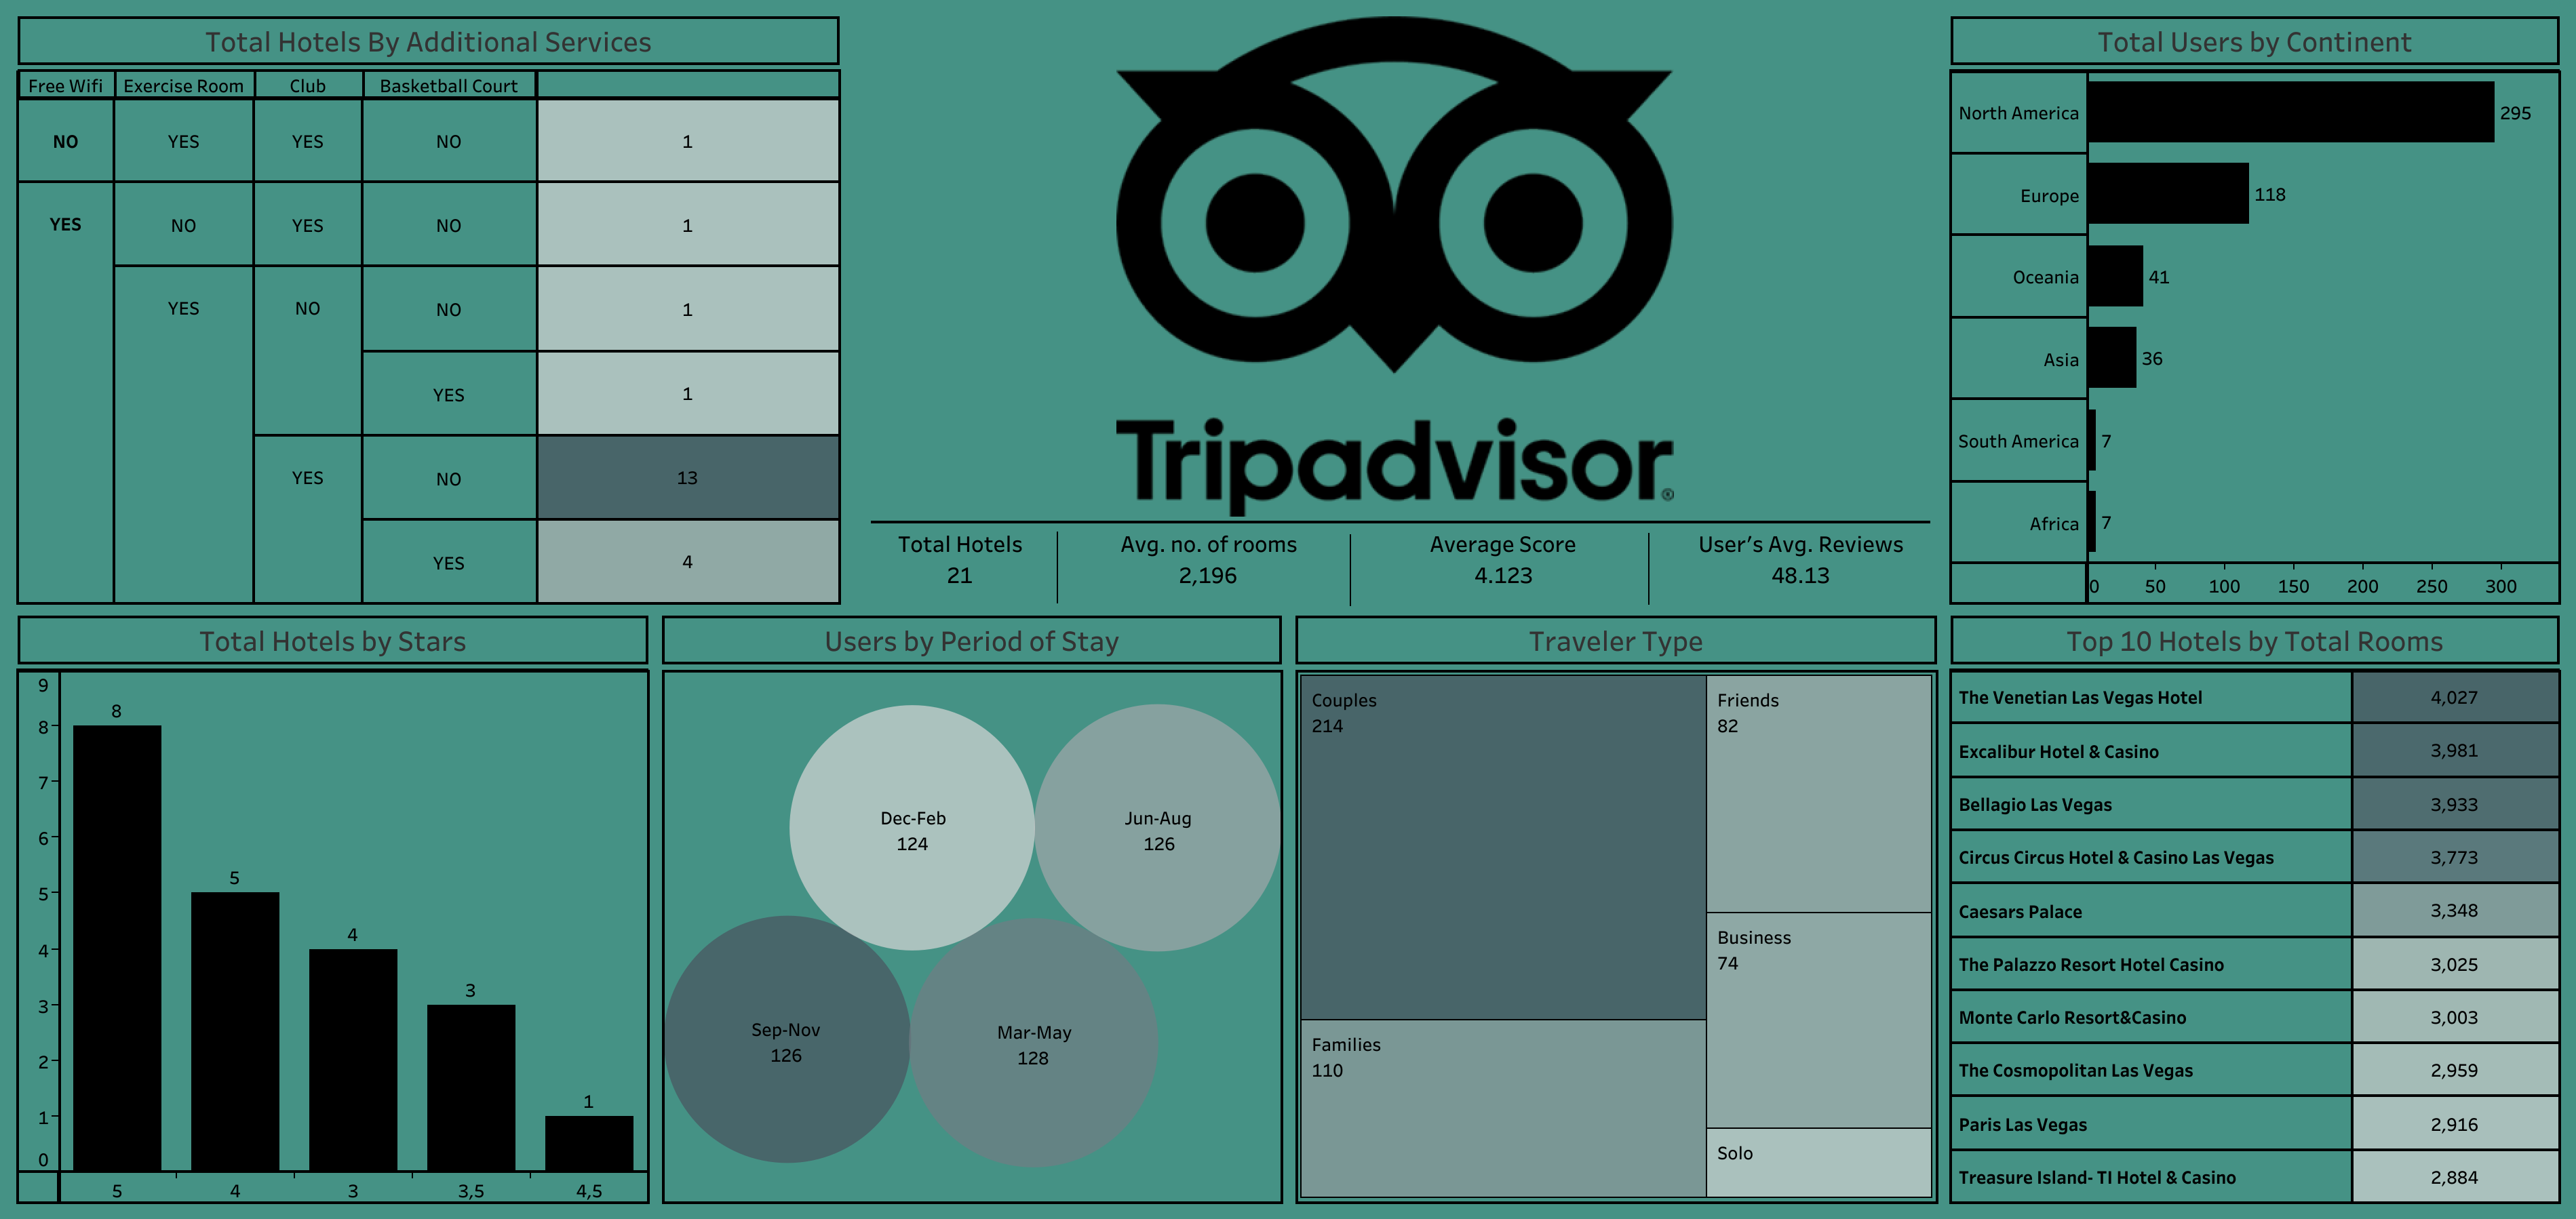 Total Hotels By Additional Services
Free Wifi Exercise Room Club Basketball Court
NO YES YES NO 1
YES NO YES NO 1
YES NO NO 1
YES 1
YES NO 13
YES 4
Tripadvisor®
Total Hotels Avg. no. of rooms Average Score User’s Avg. Reviews
21 2,196 4.123 48.13
Total Users by Continent
North America 295
Europe 118
Oceania 41
Asia 36
South America 7
Africa 7
0 50 100 150 200 250 300
Total Hotels by Stars
9
8
7
6
5
4
3
2
1
0
8
5
4
3
1
5 4 3 3,5 4,5
Users by Period of Stay
Dec-Feb
124
Jun-Aug
126
Sep-Nov
126
Mar-May
128
Traveler Type
Couples
214
Friends
82
Business
74
Families
110
Solo
Top 10 Hotels by Total Rooms
The Venetian Las Vegas Hotel 4,027
Excalibur Hotel & Casino 3,981
Bellagio Las Vegas 3,933
Circus Circus Hotel & Casino Las Vegas 3,773
Caesars Palace 3,348
The Palazzo Resort Hotel Casino 3,025
Monte Carlo Resort&Casino 3,003
The Cosmopolitan Las Vegas 2,959
Paris Las Vegas 2,916
Treasure Island- TI Hotel & Casino 2,884